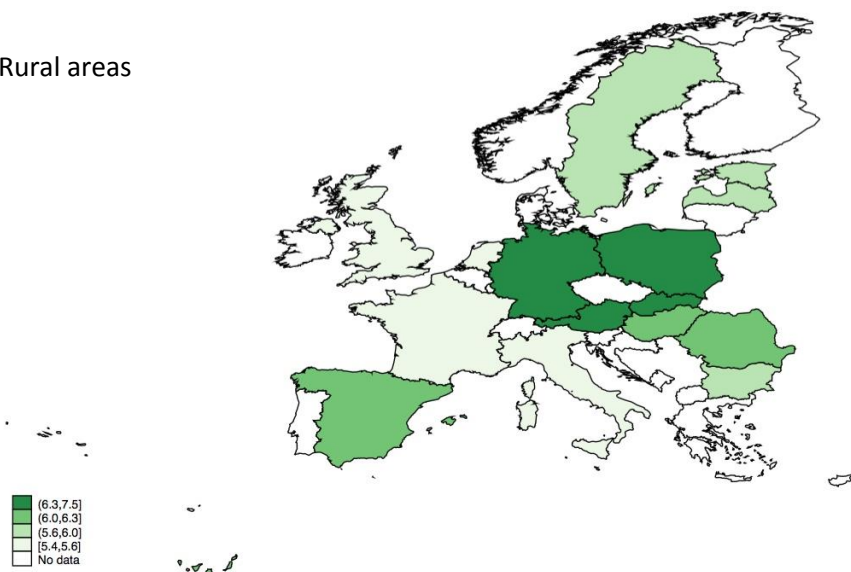 Rural areas
(6.3,7.5]
(6.0,6.3]
(5.6,6.0]
[5.4,5.6]
No data